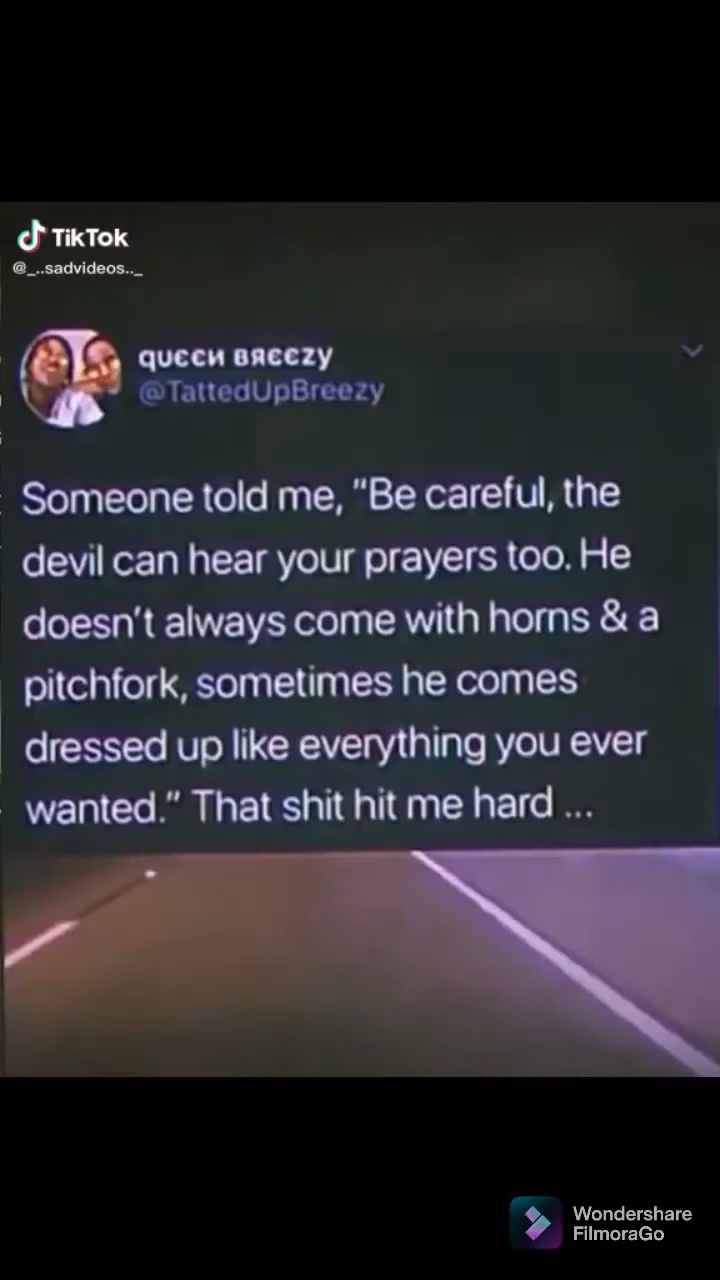 TikTok
@_..sadvideos.._
qυєєи вяєєzy
@TattedUpBreezy
Someone told me, "Be careful, the
devil can hear your prayers too. He
doesn't always come with horns & a
pitchfork, sometimes he comes
dressed up like everything you ever
wanted." That shit hit me hard ...
Wondershare
FilmoraGo